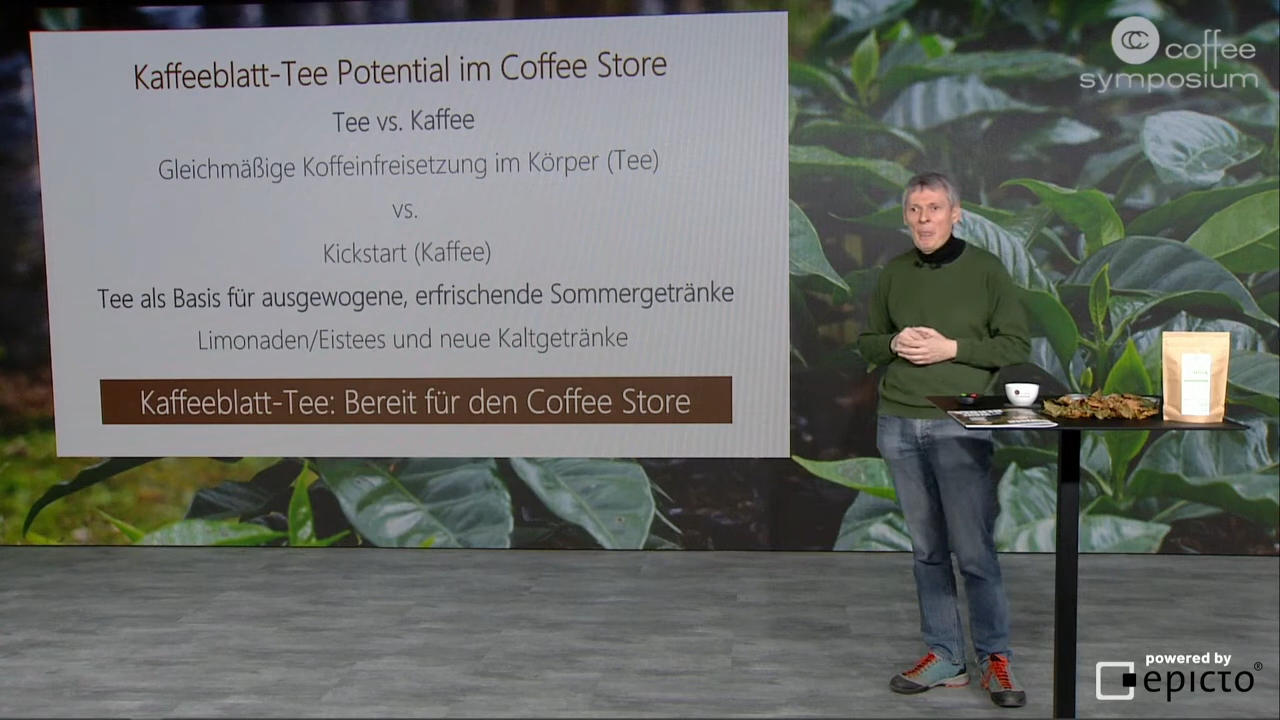 Kaffeeblatt-Tee Potential im Coffee Store
Tee vs. Kaffee
Gleichmäßige Koffeinfreisetzung im Körper (Tee)
vs.
Kickstart (Kaffee)
Tee als Basis für ausgewogene, erfrischende Sommergetränke
Limonaden/Eistees und neue Kaltgetränke
Kaffeeblatt-Tee: Bereit für den Coffee Store
coffee
symposium
powered by
epicto®